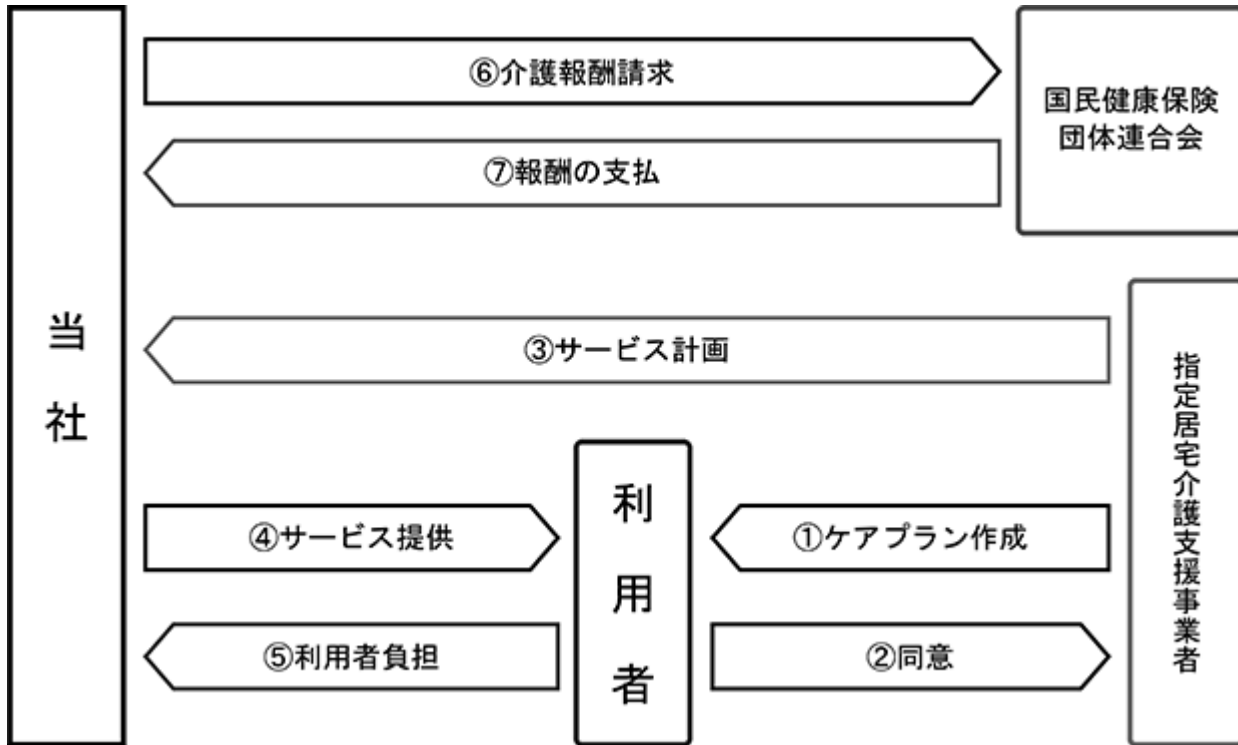 ⑥介護報酬請求
国民健康保険
団体連合会
⑦報酬の支払
当社
③サービス計画
指定居宅介護支援事業者
利用者
④サービス提供
①ケアプラン作成
⑤利用者負担
②同意